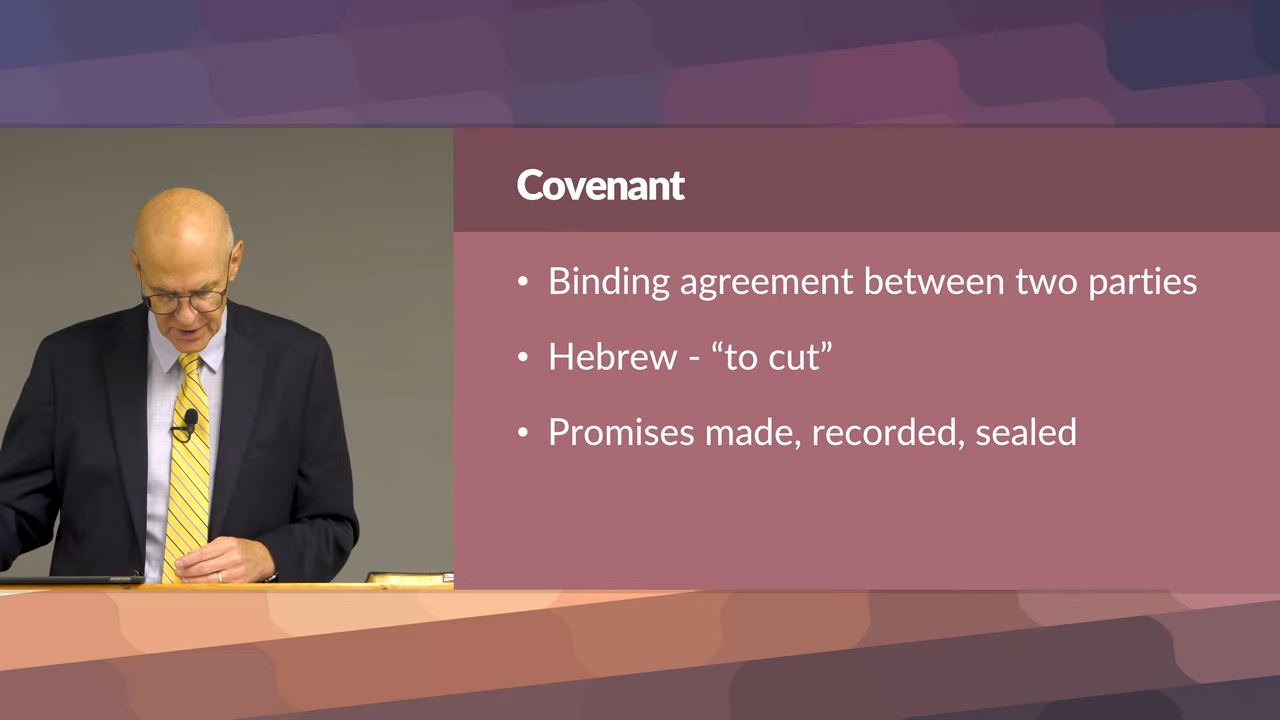 Covenant
• Binding agreement between two parties
• Hebrew - “to cut”
• Promises made, recorded, sealed